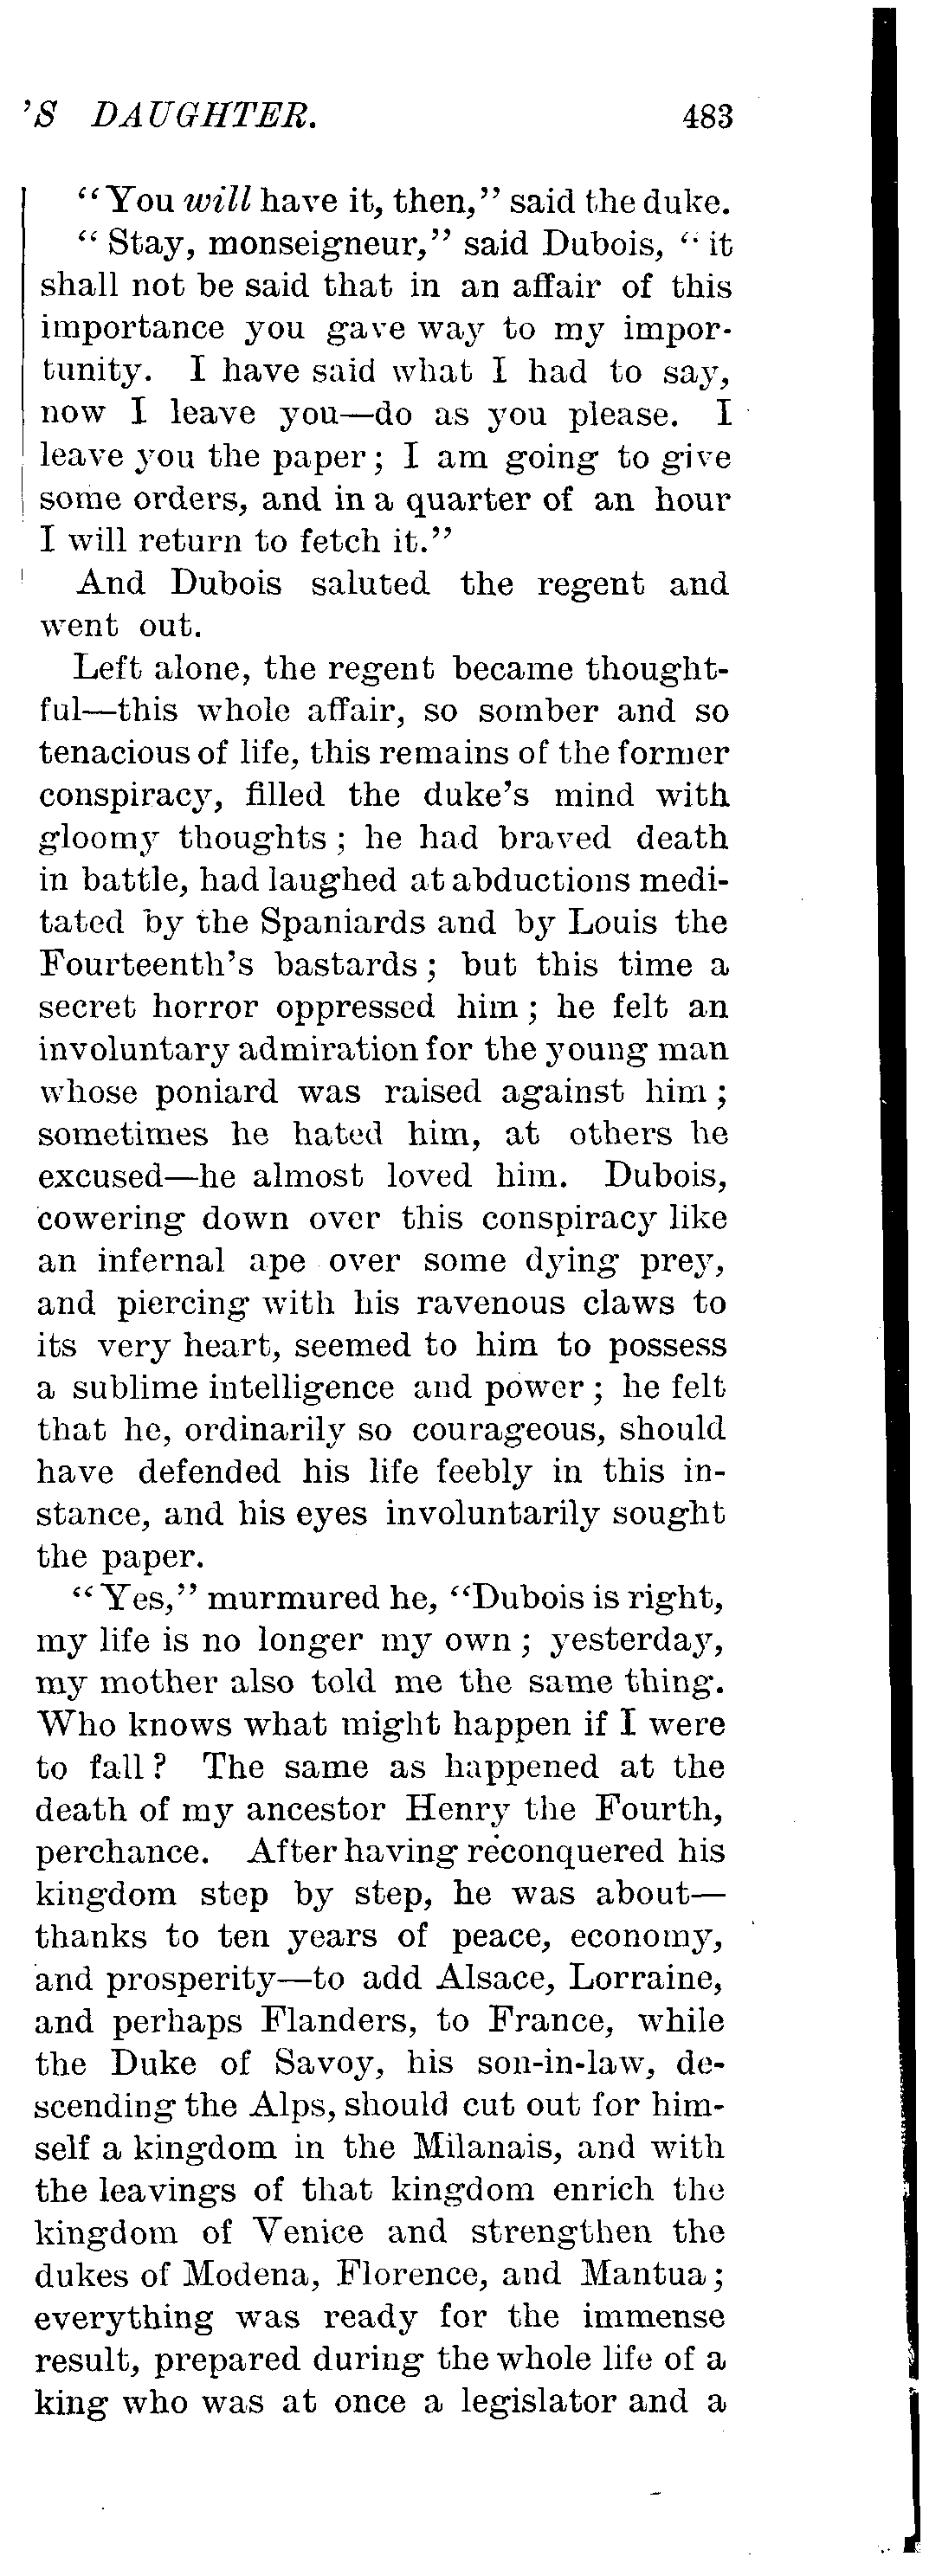 'S DAUGHTER. 483
“You will have it, then,” said the duke.
“Stay, monseigneur,” said Dubois, “it
shall not be said that in an affair of this
importance you gave way to my impor-
tunity. I have said what I had to say,
now I leave you—do as you please. I
leave you the paper; I am going to give
some orders, and in a quarter of an hour
I will return to fetch it.”
And Dubois saluted the regent and
went out.
Left alone, the regent became thought-
ful—this whole affair, so somber and so
tenacious of life, this remains of the former
conspiracy, filled the duke's mind with
gloomy thoughts; he had braved death
in battle, had laughed at abductions medi-
tated by the Spaniards and by Louis the
Fourteenth's bastards; but this time a
secret horror oppressed him; he felt an
involuntary admiration for the young man
whose poniard was raised against him;
sometimes he hated him, at others he
excused—he almost loved him. Dubois,
cowering down over this conspiracy like
an infernal ape over some dying prey,
and piercing with his ravenous claws to
its very heart, seemed to him to possess
a sublime intelligence and power; he felt
that he, ordinarily so courageous, should
have defended his life feebly in this in-
stance, and his eyes involuntarily sought
the paper.
“Yes,” murmured he, “Dubois is right,
my life is no longer my own; yesterday,
my mother also told me the same thing.
Who knows what might happen if I were
to fall? The same as happened at the
death of my ancestor Henry the Fourth,
perchance. After having reconquered his
kingdom step by step, he was about—
thanks to ten years of peace, economy,
and prosperity—to add Alsace, Lorraine,
and perhaps Flanders, to France, while
the Duke of Savoy, his son-in-law, de-
scending the Alps, should cut out for him-
self a kingdom in the Milanais, and with
the leavings of that kingdom enrich the
kingdom of Venice and strengthen the
dukes of Modena, Florence, and Mantua;
everything was ready for the immense
result, prepared during the whole life of a
king who was at once a legislator and a